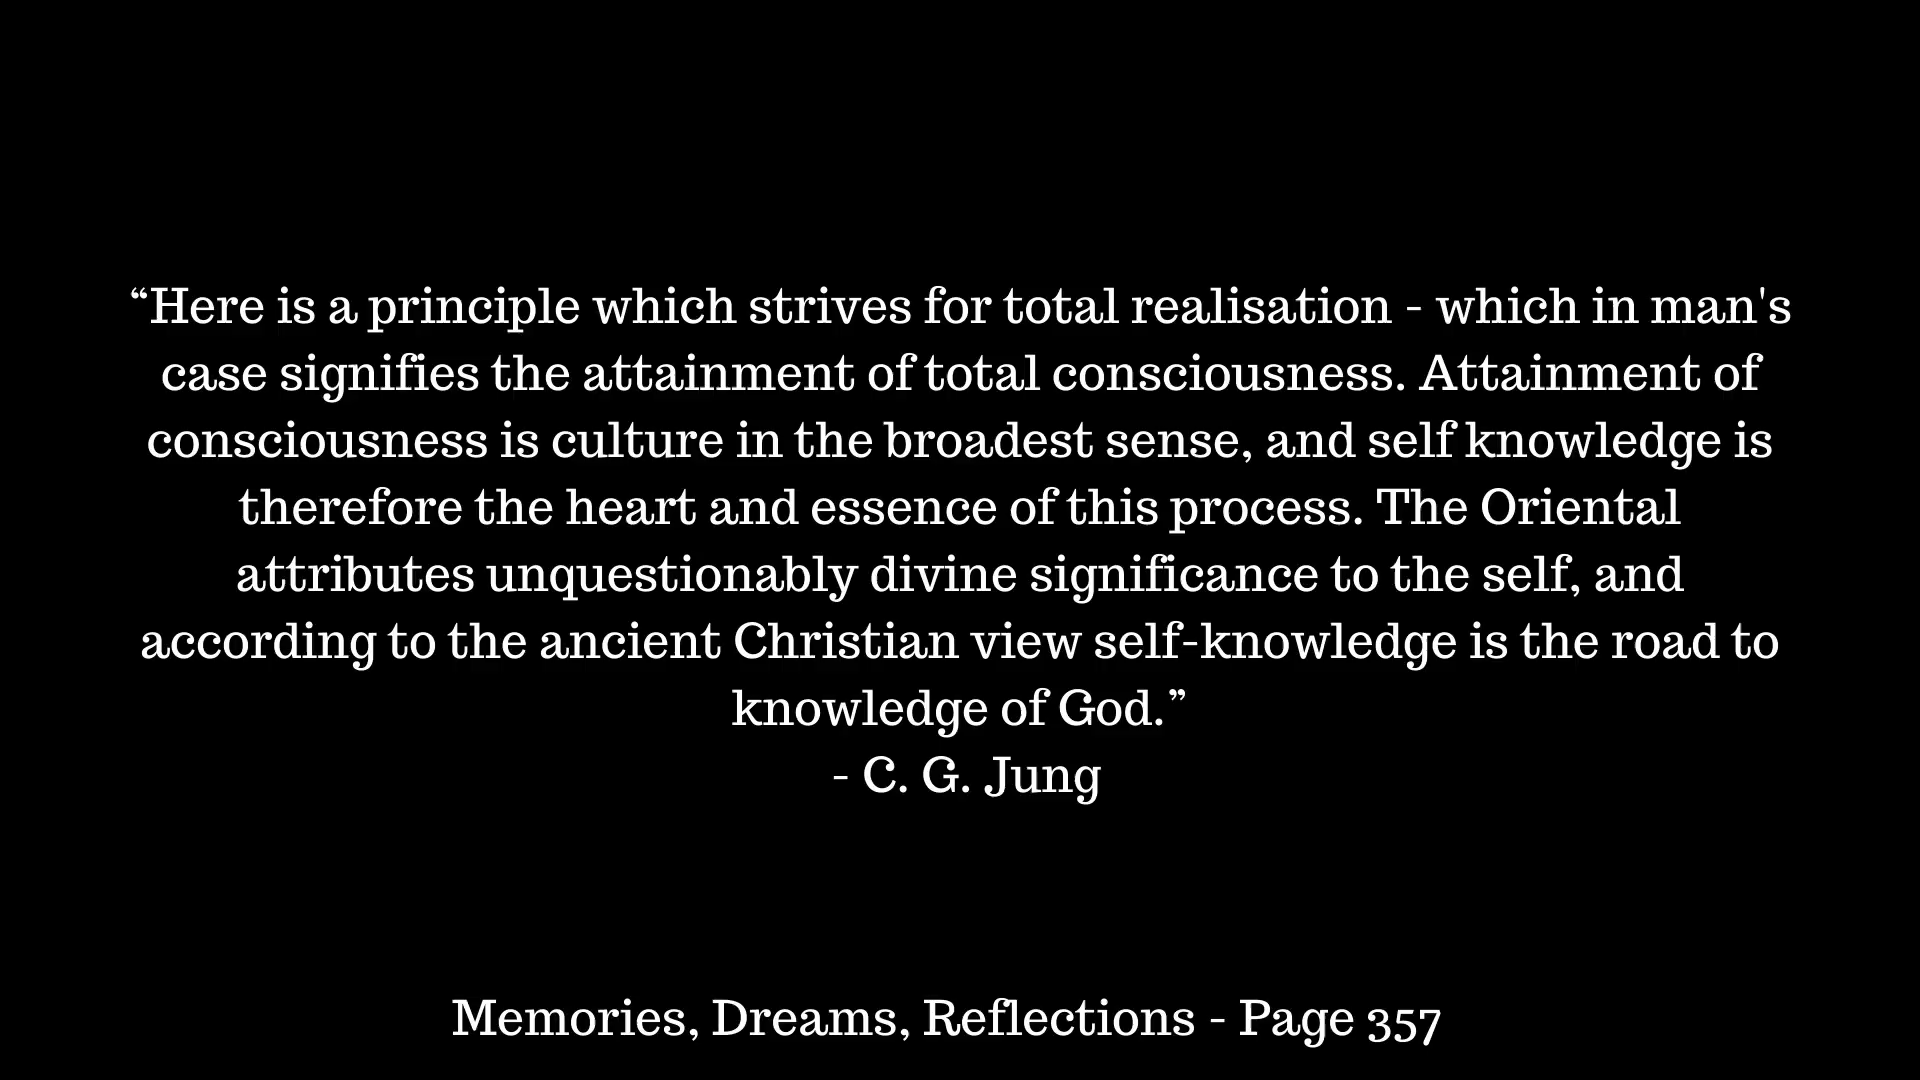 “Here is a principle which strives for total realisation - which in man's
case signifies the attainment of total consciousness. Attainment of
consciousness is culture in the broadest sense, and self knowledge is
therefore the heart and essence of this process. The Oriental
attributes unquestionably divine significance to the self, and
according to the ancient Christian view self-knowledge is the road to
knowledge of God.”
- C. G. Jung
Memories, Dreams, Reflections - Page 357